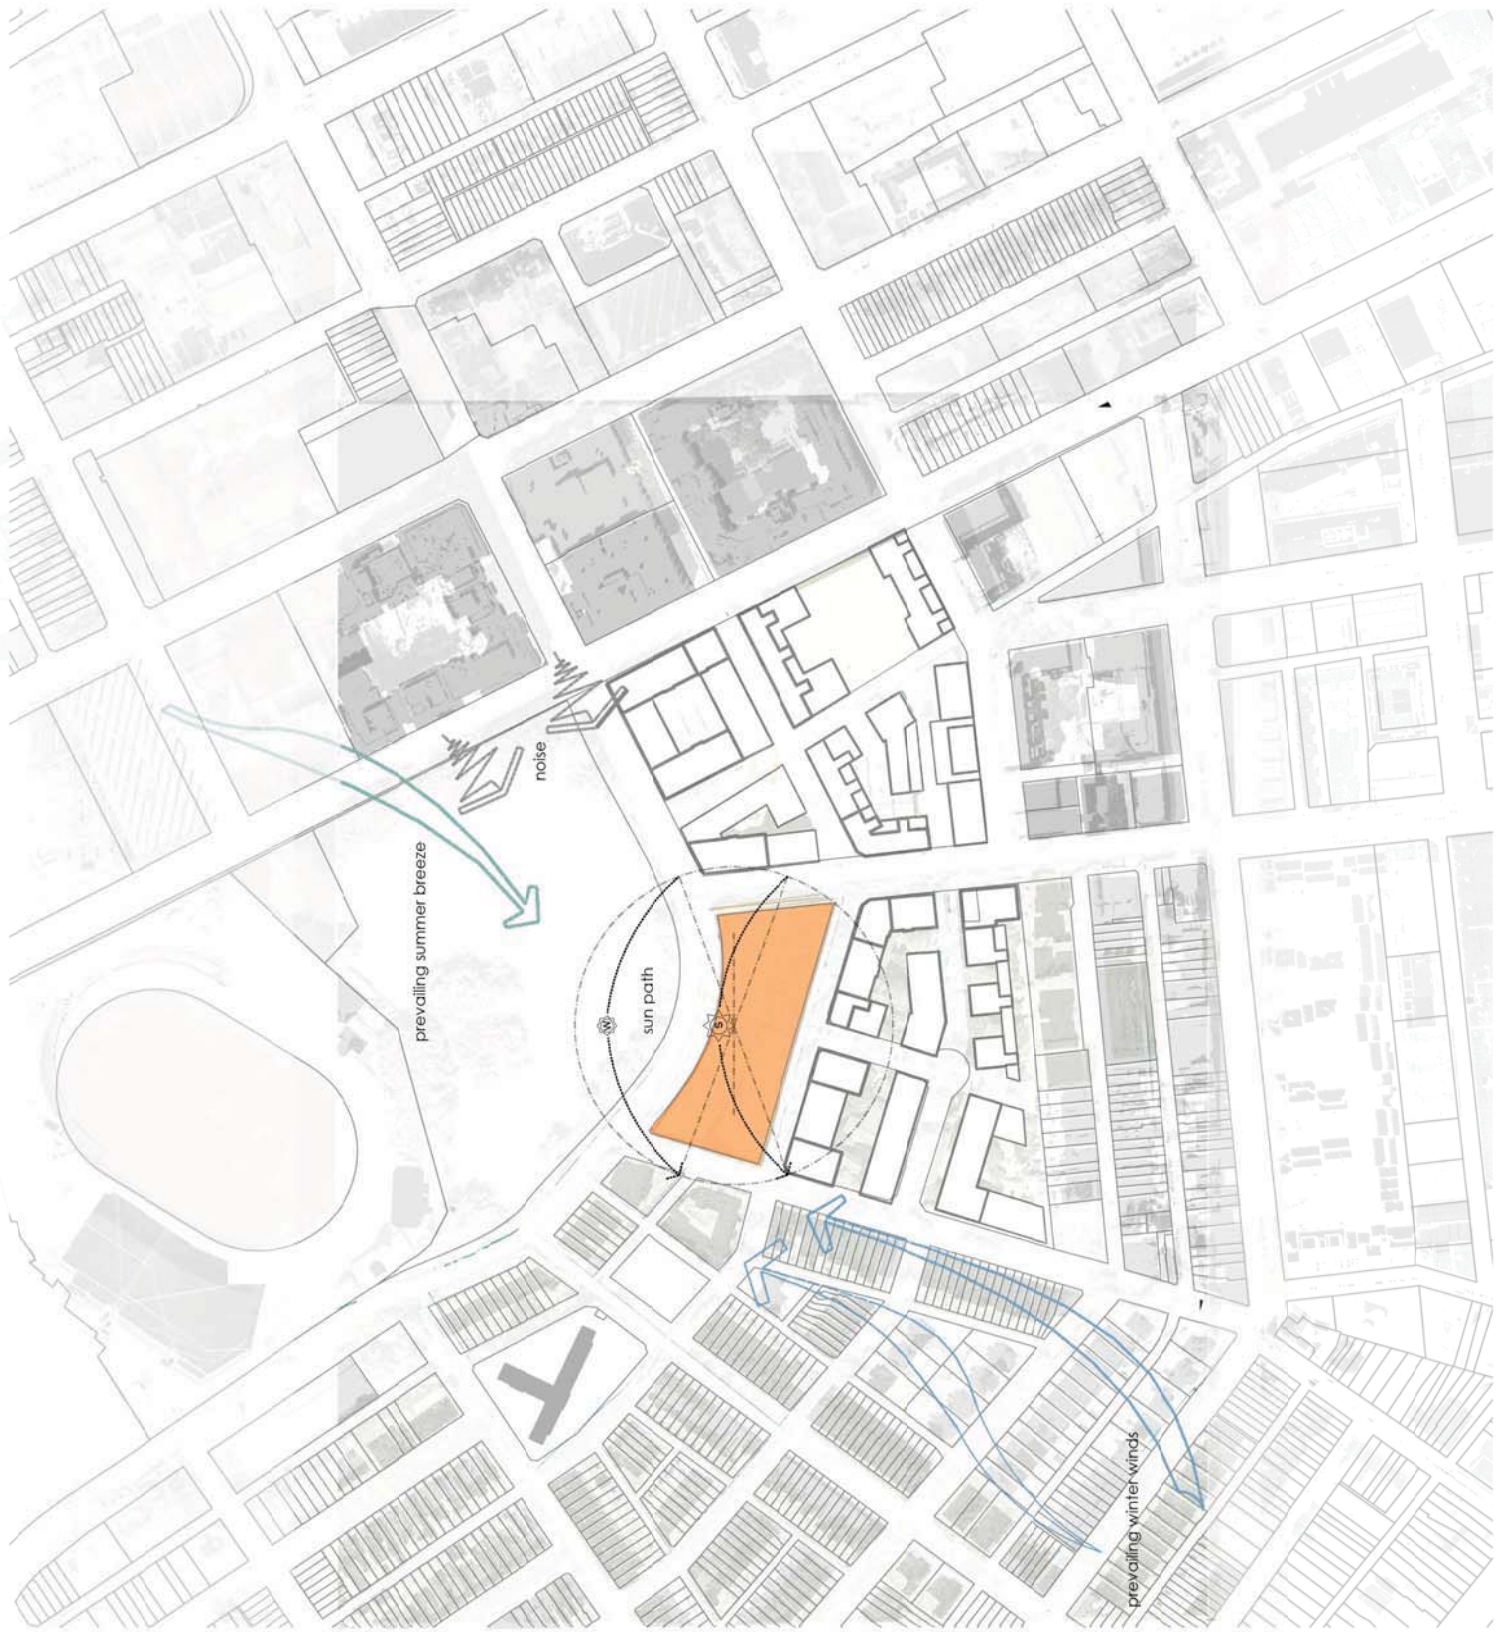 noise
prevailing summer breeze
sun path
W
S
prevailing winter winds